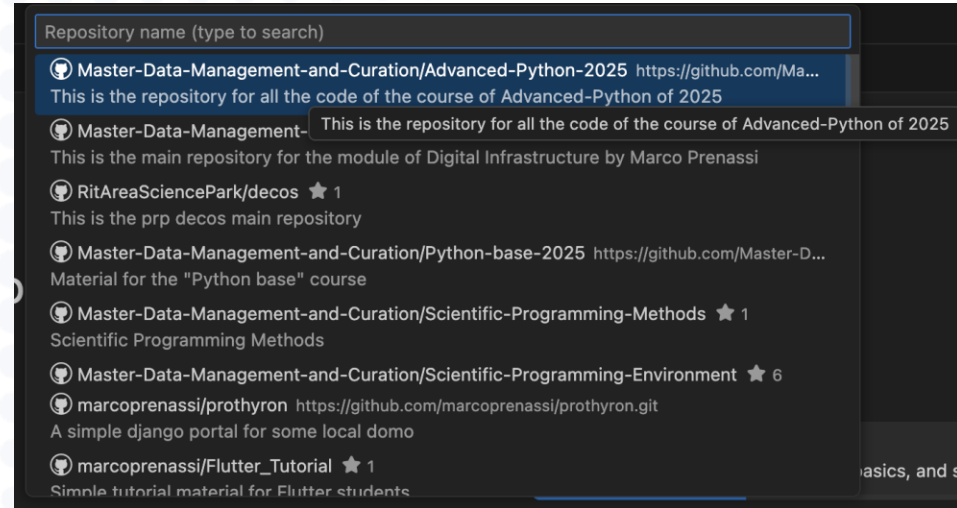 Repository name (type to search)
Master-Data-Management-and-Curation/Advanced-Python-2025 https://github.com/Ma...
This is the repository for all the code of the course of Advanced-Python of 2025
Master-Data-Management-
This is the repository for all the code of the course of Advanced-Python of 2025
This is the main repository for the module of Digital Infrastructure by Marco Prenassi
RitAreaSciencePark/decos ★ 1
This is the prp decos main repository
Master-Data-Management-and-Curation/Python-base-2025 https://github.com/Master-D...
Material for the "Python base" course
Master-Data-Management-and-Curation/Scientific-Programming-Methods ★ 1
Scientific Programming Methods
Master-Data-Management-and-Curation/Scientific-Programming-Environment ★ 6
marcoprenassi/prothyron https://github.com/marcoprenassi/prothyron.git
A simple django portal for some local domo
marcoprenassi/Flutter_Tutorial ★ 1
Simple tutorial material for Flutter students
basics, and s